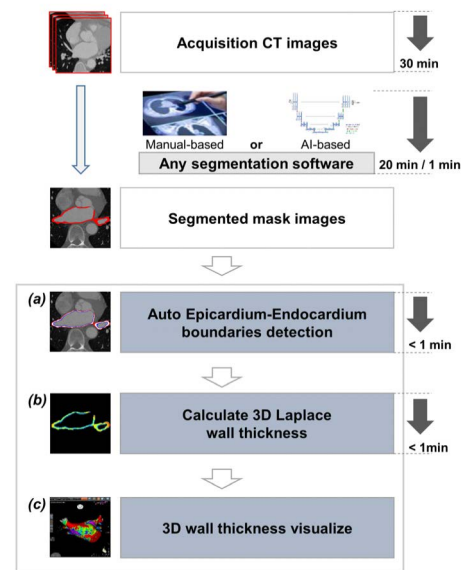 Acquisition CT images
30 min
Manual-based or AI-based
Any segmentation software
20 min / 1 min
Segmented mask images
(a)
Auto Epicardium-Endocardium
boundaries detection
< 1 min
(b)
Calculate 3D Laplace
wall thickness
< 1min
(c)
3D wall thickness visualize